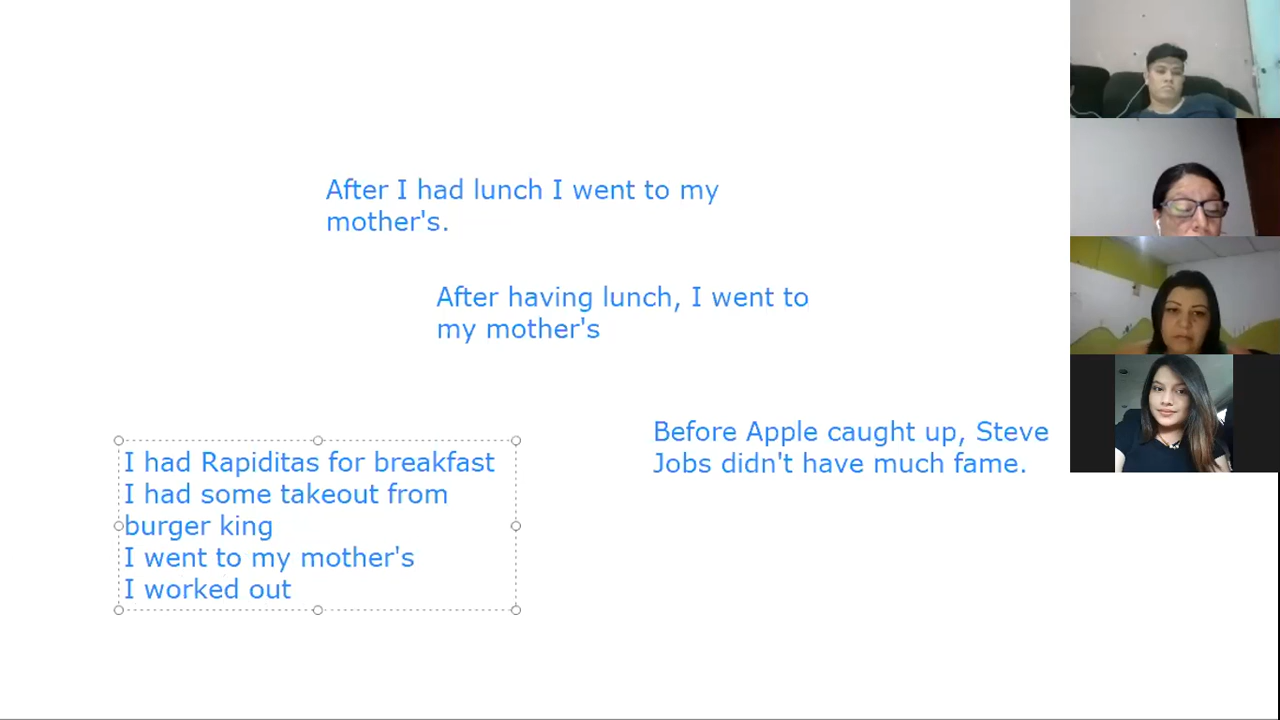 After I had lunch I went to my
mother's.
After having lunch, I went to
my mother's
Before Apple caught up, Steve
Jobs didn't have much fame.
I had Rapiditas for breakfast
I had some takeout from
burger king
I went to my mother's
I worked out